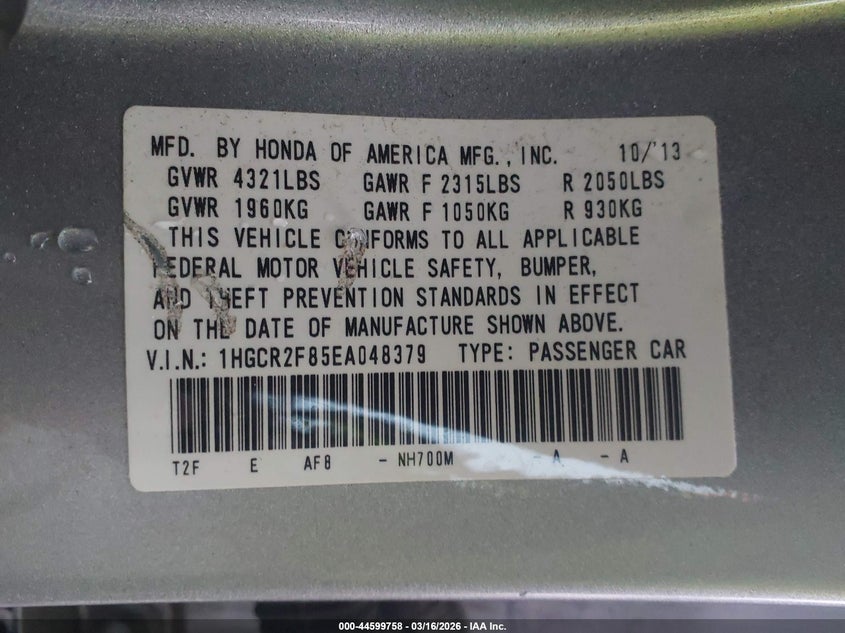 MFD. BY HONDA OF AMERICA MFG., INC. 10/'13
GVWR 4321LBS GAWR F 2315LBS R 2050LBS
GVWR 1960KG GAWR F 1050KG R 930KG
THIS VEHICLE CONFORMS TO ALL APPLICABLE
FEDERAL MOTOR VEHICLE SAFETY, BUMPER,
AND THEFT PREVENTION STANDARDS IN EFFECT
ON THE DATE OF MANUFACTURE SHOWN ABOVE.
V.I.N.: 1HGCR2F85EA048379 TYPE: PASSENGER CAR
T2F E AF8 - NH700M - A - A
000-44599758 - 03/16/2026 - IAA Inc.